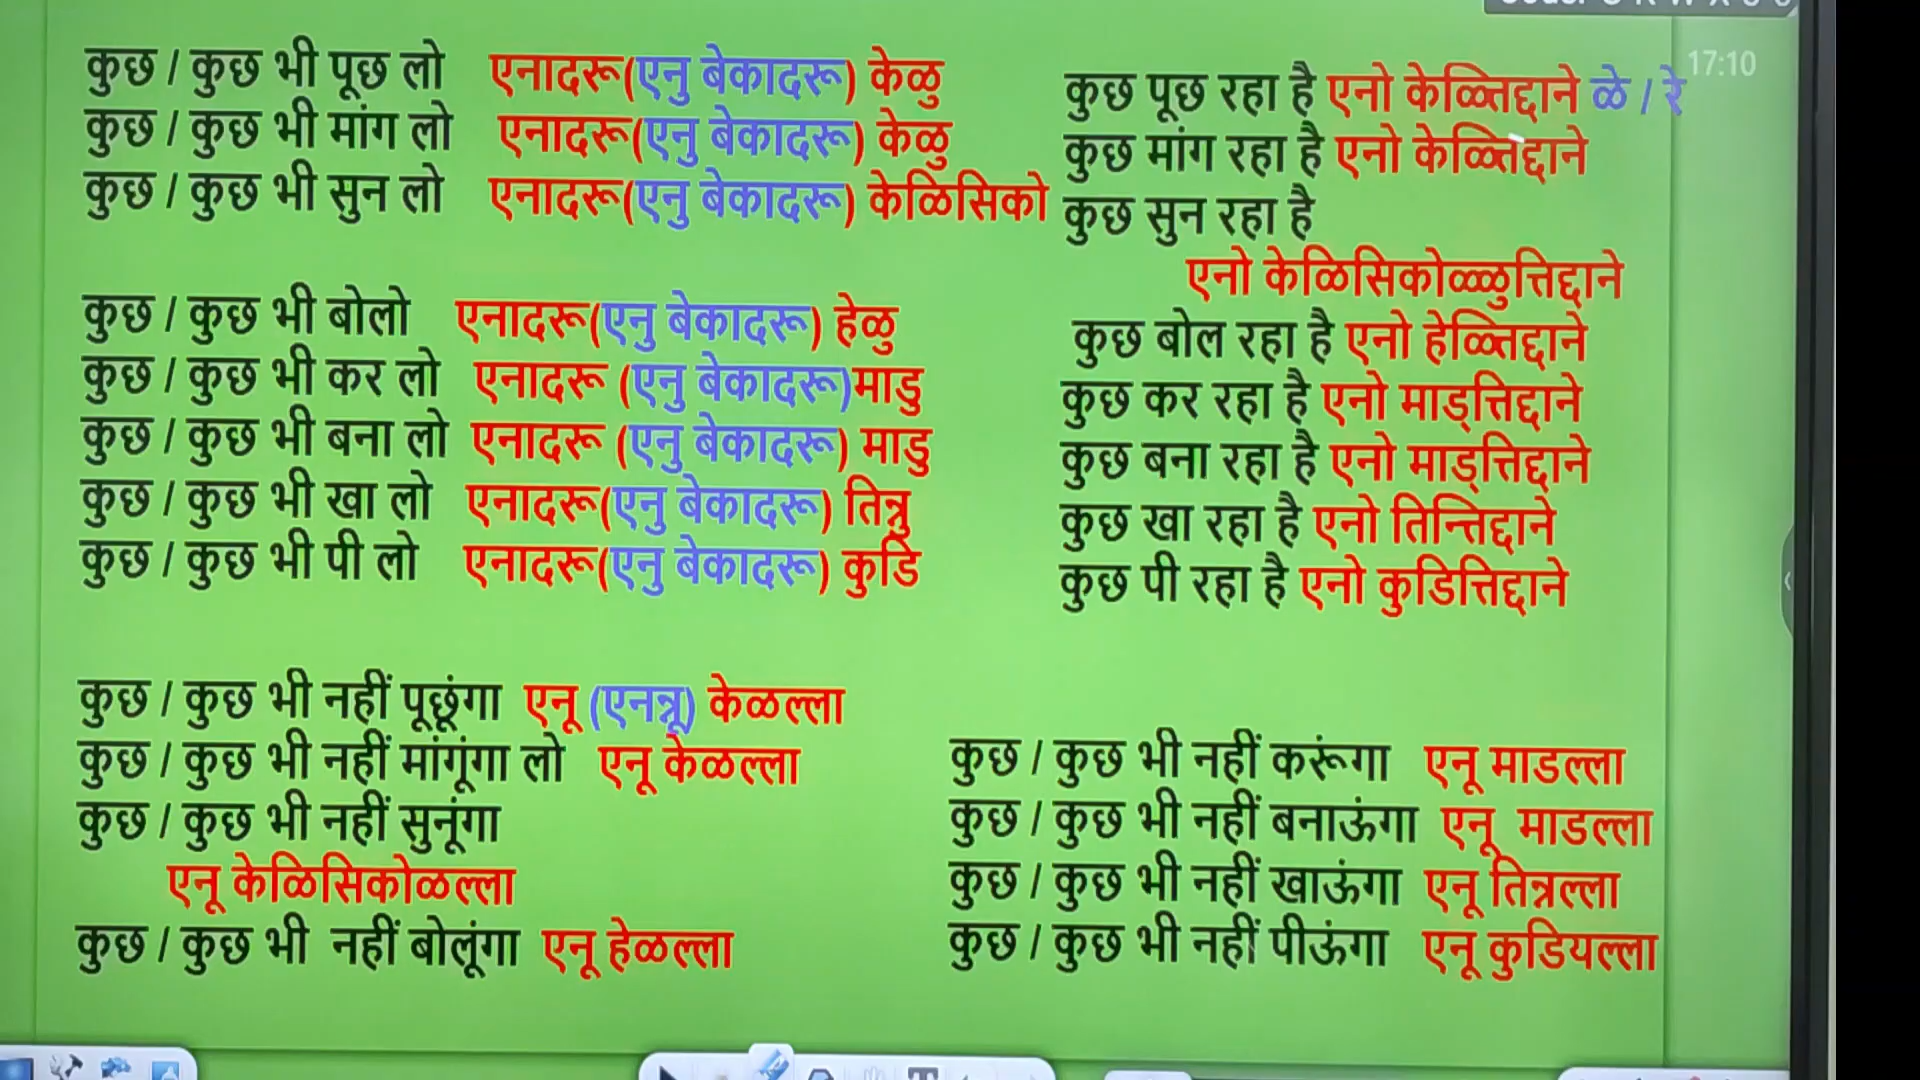 17:10
कुछ / कुछ भी पूछ लो एनादरू(एनु बेकादरू) केळु
कुछ / कुछ भी मांग लो एनादरू(एनु बेकादरू) केळु
कुछ / कुछ भी सुन लो एनादरू(एनु बेकादरू) केळिसिको
कुछ / कुछ भी बोलो एनादरू(एनु बेकादरू) हेळु
कुछ / कुछ भी कर लो एनादरू (एनु बेकादरू)माडु
कुछ / कुछ भी बना लो एनादरू (एनु बेकादरू) माडु
कुछ / कुछ भी खा लो एनादरू(एनु बेकादरू) तिन्नु
कुछ / कुछ भी पी लो एनादरू(एनु बेकादरू) कुडि
कुछ पूछ रहा है एनो केळ्तिद्दाने ळे / रे
कुछ मांग रहा है एनो केळ्तिद्दाने
कुछ सुन रहा है
एनो केळिसिकोळ्ळुत्तिद्दाने
कुछ बोल रहा है एनो हेळ्तिद्दाने
कुछ कर रहा है एनो माड्त्तिद्दाने
कुछ बना रहा है एनो माड्त्तिद्दाने
कुछ खा रहा है एनो तिन्तिद्दाने
कुछ पी रहा है एनो कुडित्तिद्दाने
कुछ / कुछ भी नहीं पूछूंगा एनू (एनन्नू) केळल्ला
कुछ / कुछ भी नहीं मांगूंगा लो एनू केळल्ला
कुछ / कुछ भी नहीं सुनूंगा
एनू केळिसिकोळल्ला
कुछ / कुछ भी नहीं बोलूंगा एनू हेळल्ला
कुछ / कुछ भी नहीं करूंगा एनू माडल्ला
कुछ / कुछ भी नहीं बनाऊंगा एनू माडल्ला
कुछ / कुछ भी नहीं खाऊंगा एनू तिन्नल्ला
कुछ / कुछ भी नहीं पीऊंगा एनू कुडियल्ला